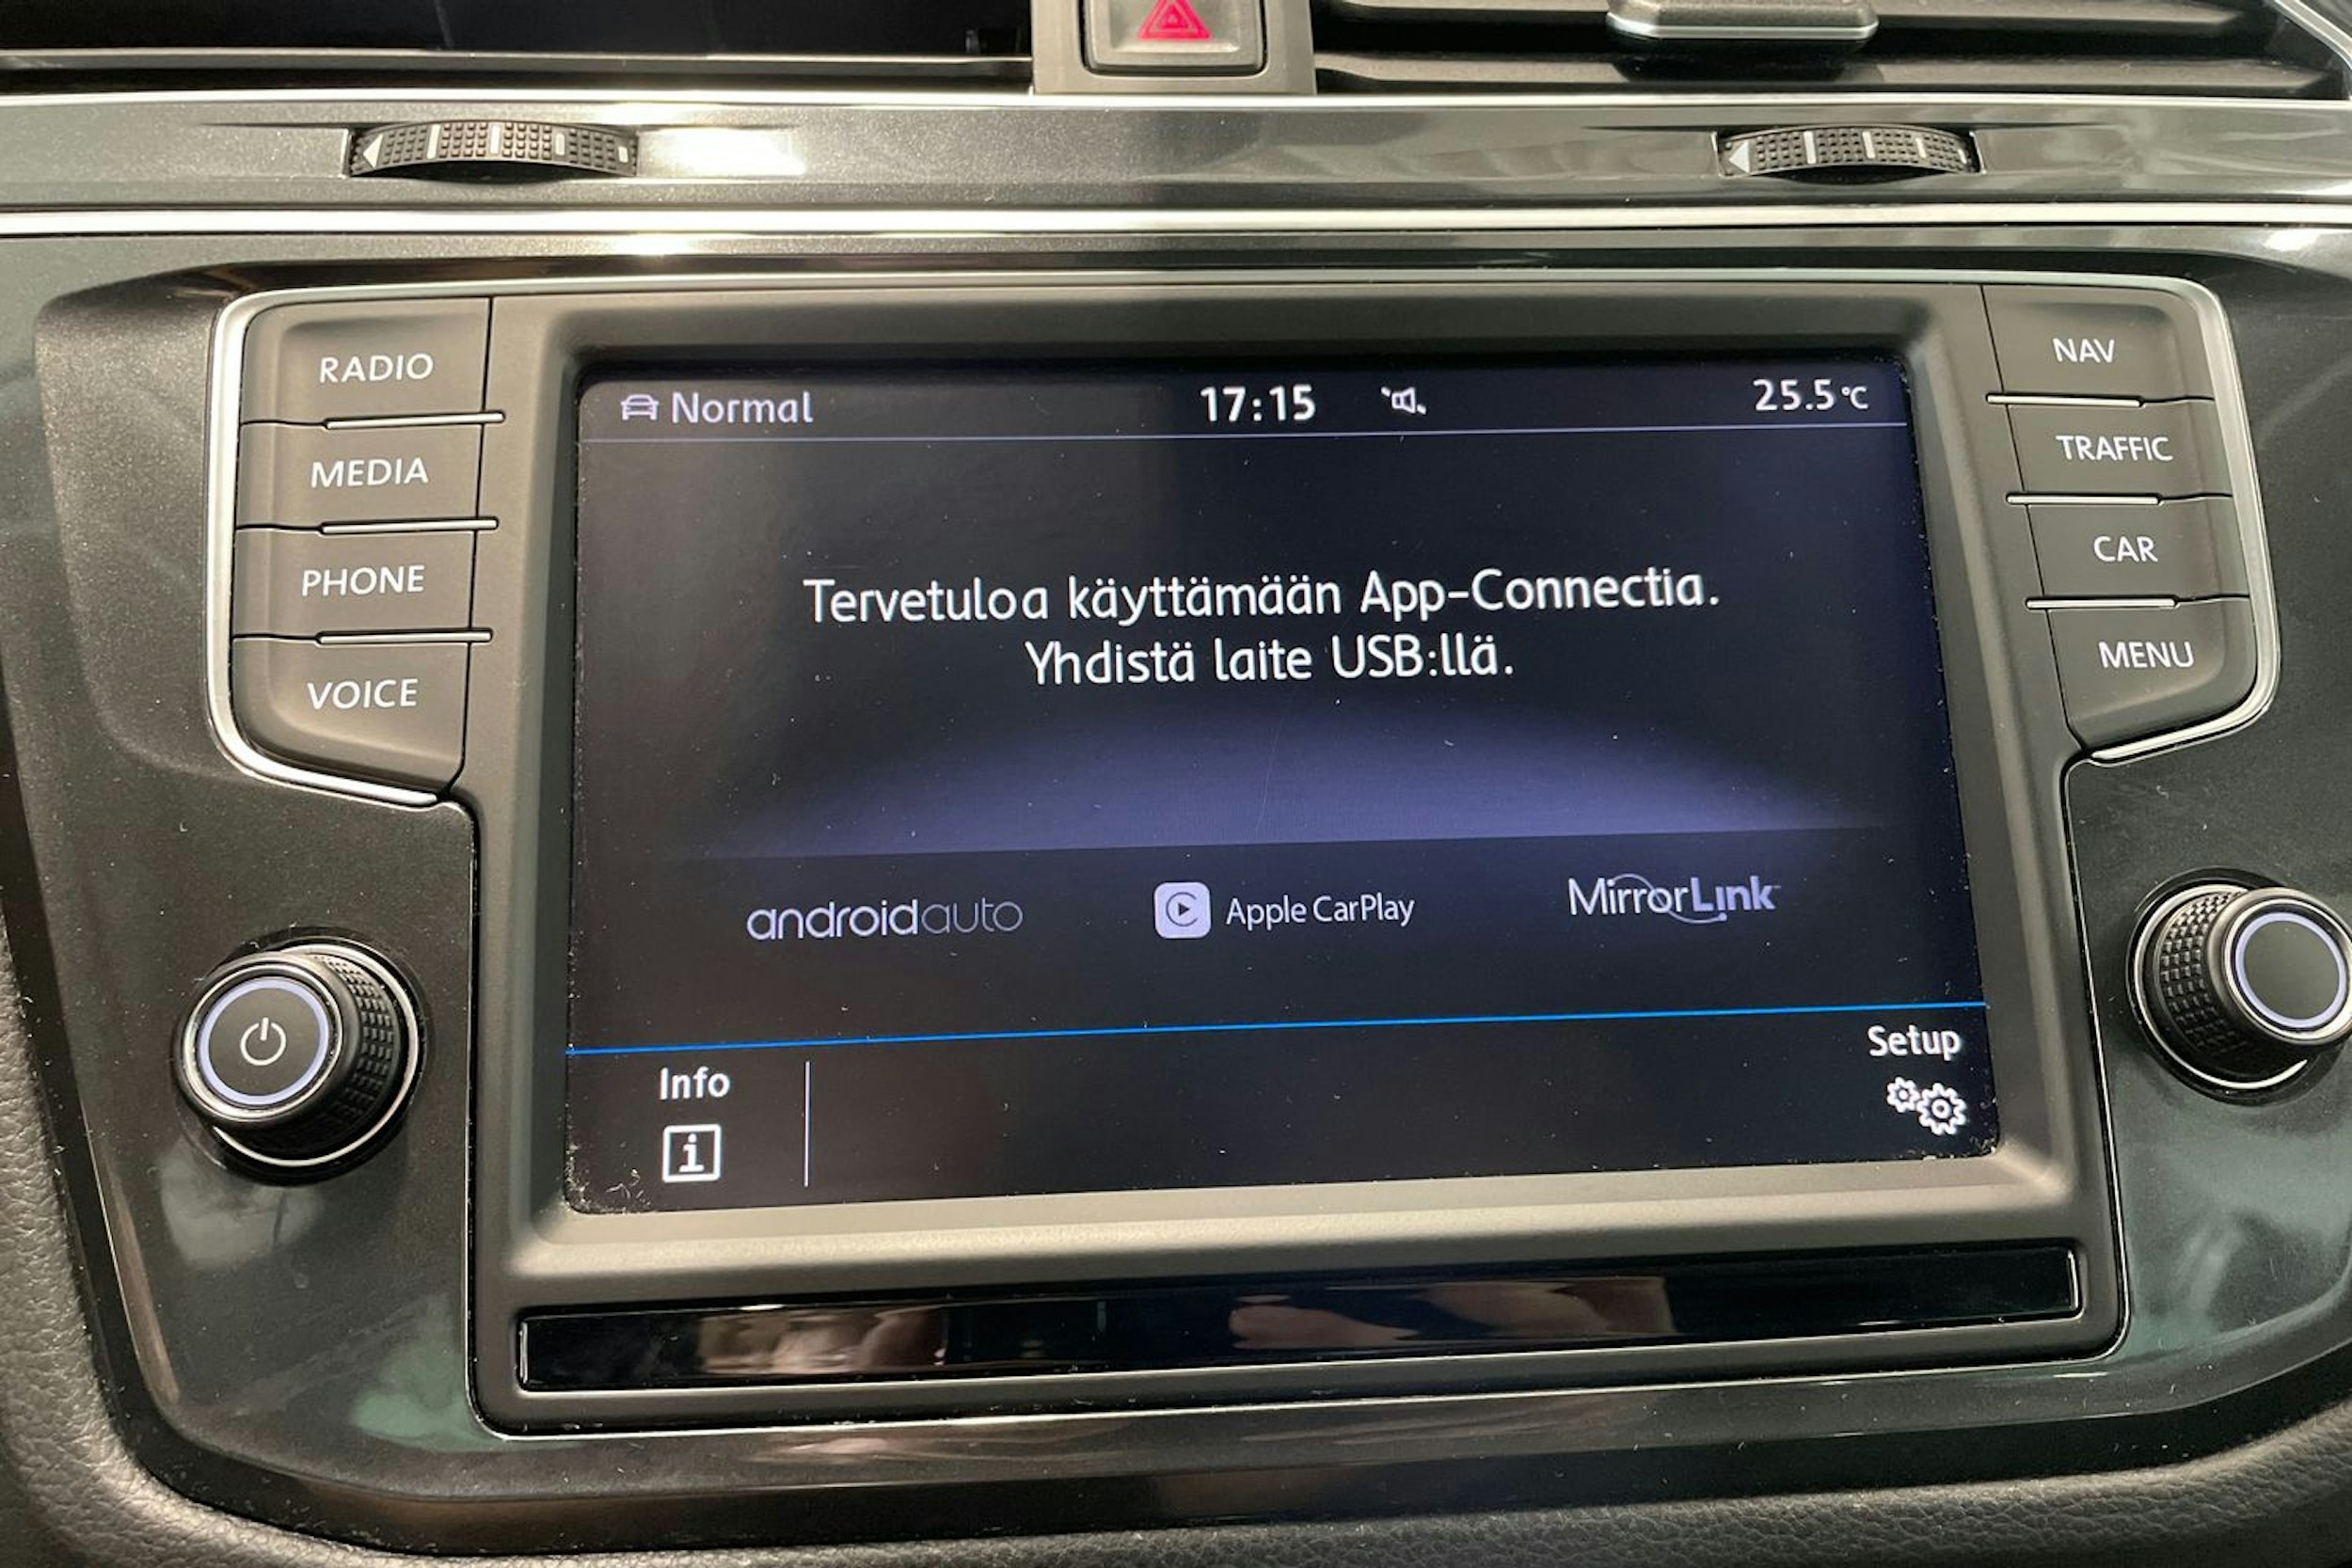 RADIO
MEDIA
PHONE
VOICE
Normal
17:15
25.5°C
Tervetuloa käyttämään App-Connectia.
Yhdistä laite USB:llä.
androidauto
Apple CarPlay
MirrorLink
Info
i
Setup
NAV
TRAFFIC
CAR
MENU